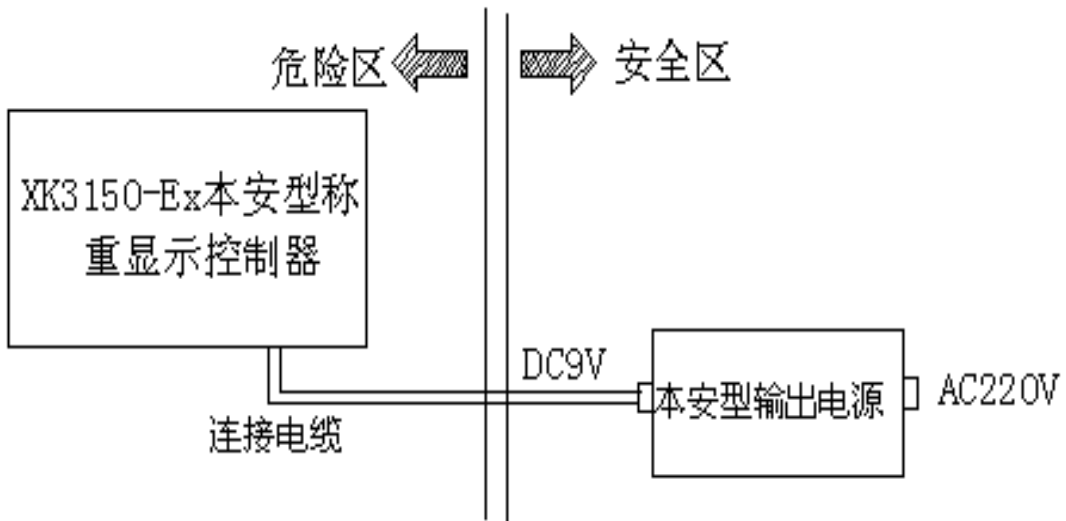 危险区
安全区
XK3150-Ex本安型称
重显示控制器
DC9V
本安型输出电源
AC220V
连接电缆